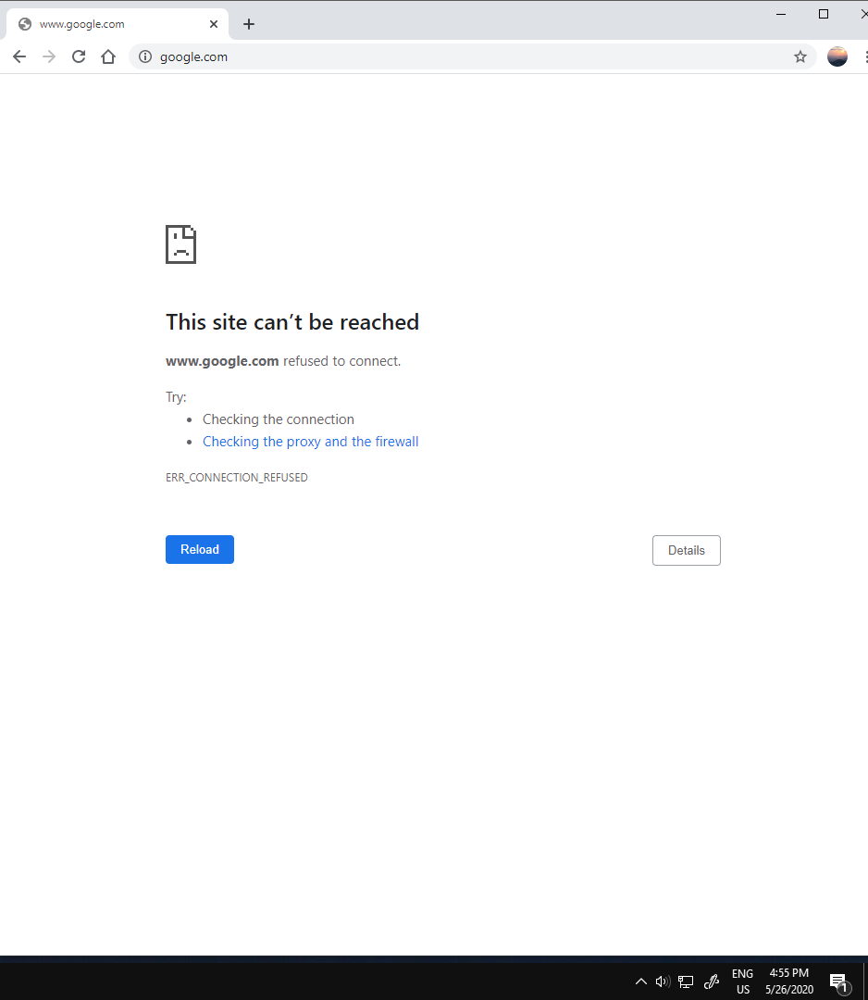 www.google.com
google.com
This site can’t be reached
www.google.com refused to connect.
Try:
Checking the connection
Checking the proxy and the firewall
ERR_CONNECTION_REFUSED
Reload
Details
ENG
US
4:55 PM
5/26/2020
1